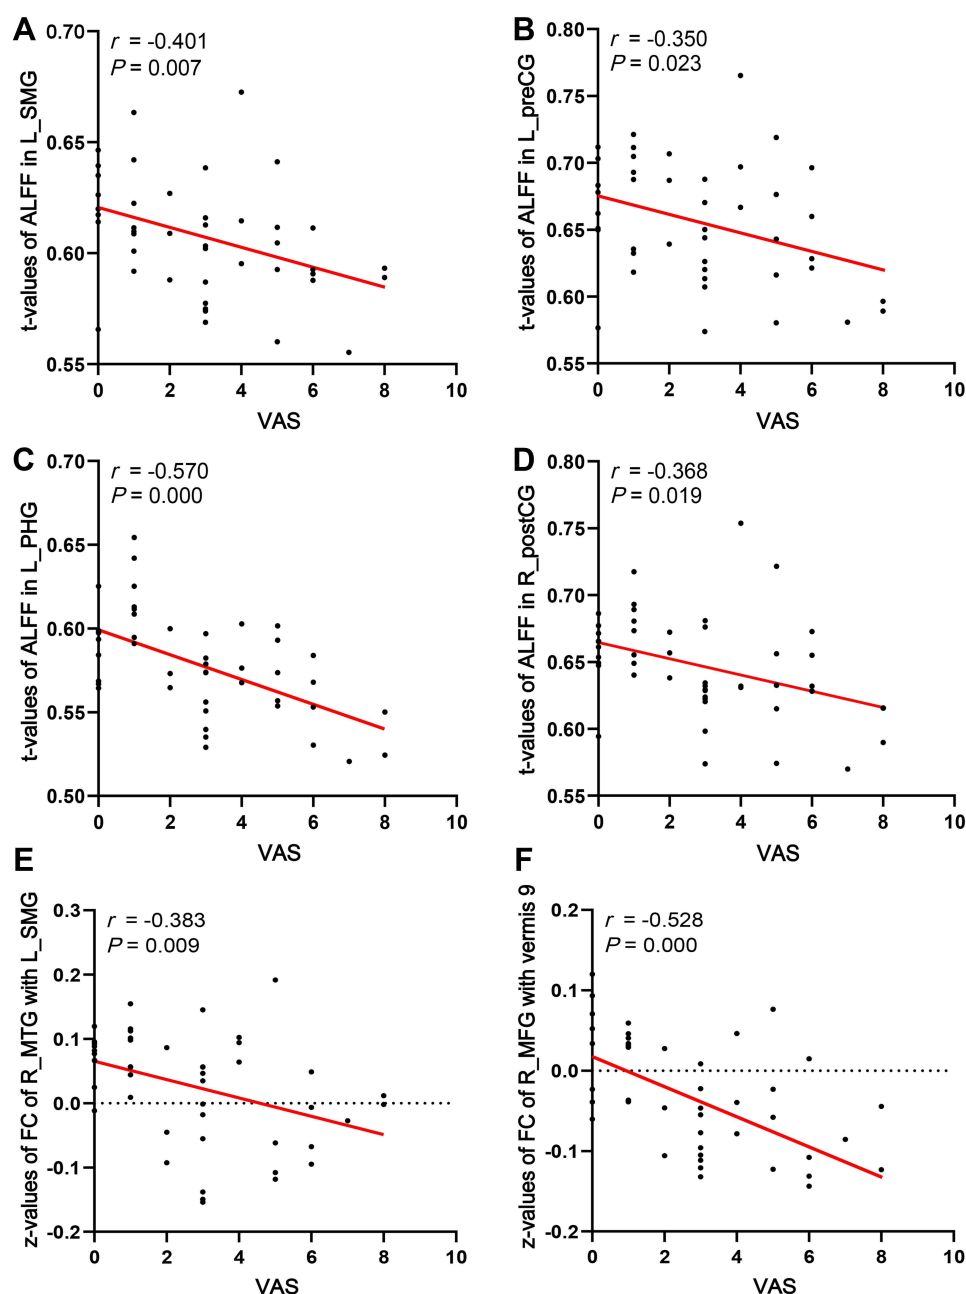 A
r = -0.401
P = 0.007
t-values of ALFF in L_SMG
0.70
0.65
0.60
0.55
0 2 4 6 8 10
VAS
B
r = -0.350
P = 0.023
t-values of ALFF in L_preCG
0.80
0.75
0.70
0.65
0.60
0.55
0 2 4 6 8 10
VAS
C
r = -0.570
P = 0.000
t-values of ALFF in L_PHG
0.70
0.65
0.60
0.55
0.50
0 2 4 6 8 10
VAS
D
r = -0.368
P = 0.019
t-values of ALFF in R_postCG
0.80
0.75
0.70
0.65
0.60
0.55
0 2 4 6 8 10
VAS
E
r = -0.383
P = 0.009
z-values of FC of R_MTG with L_SMG
0.3
0.2
0.1
0.0
-0.1
-0.2
0 2 4 6 8 10
VAS
F
r = -0.528
P = 0.000
z-values of FC of R_MFG with vermis 9
0.2
0.1
0.0
-0.1
-0.2
0 2 4 6 8 10
VAS